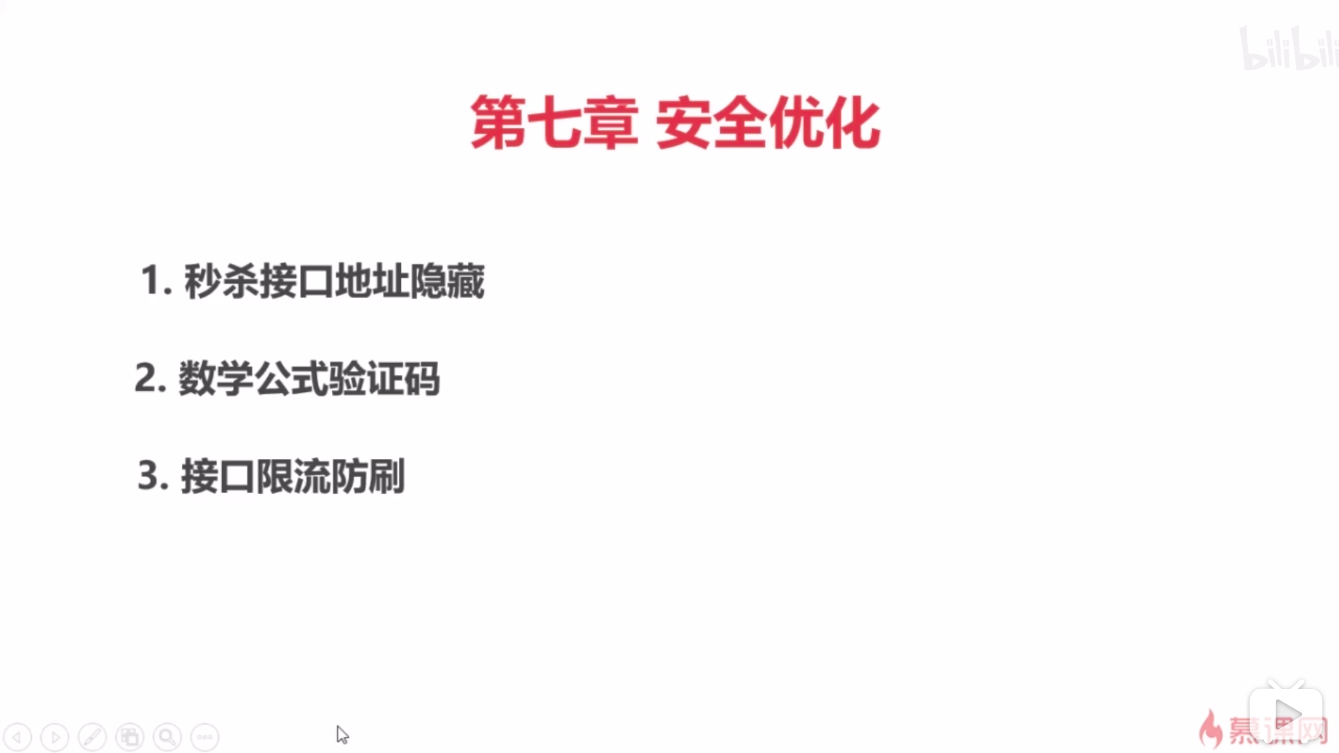 bilibili
第七章 安全优化
1. 秒杀接口地址隐藏
2. 数学公式验证码
3. 接口限流防刷
慕课网